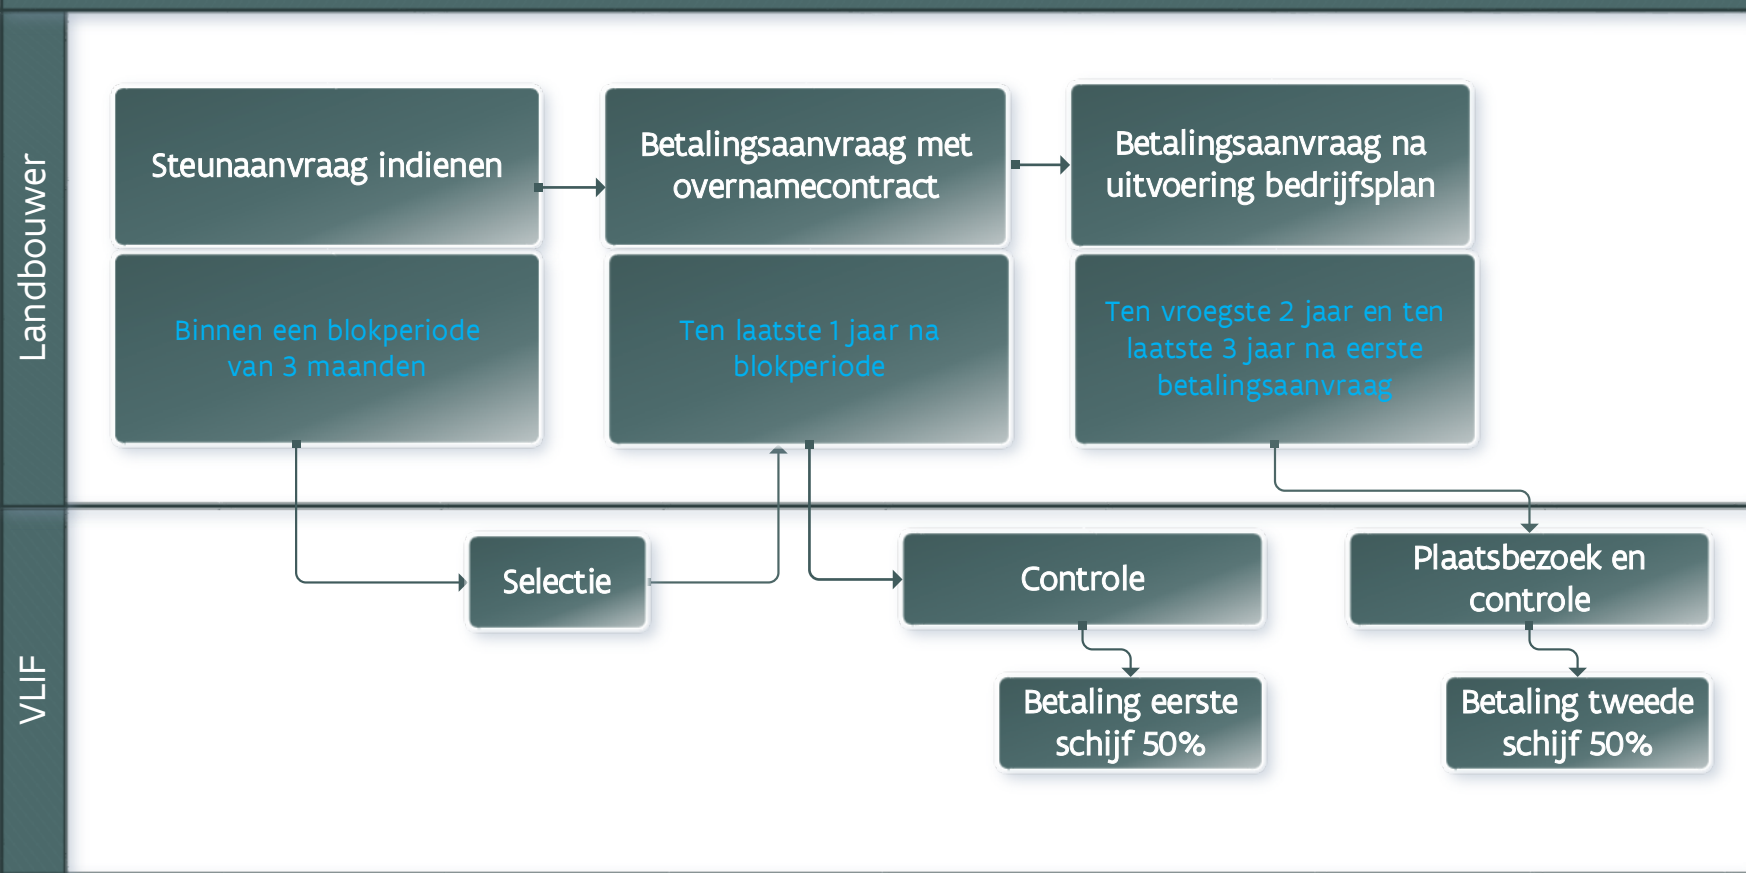 Landbouwer
Steunaanvraag indienen
Betalingsaanvraag met
overnamecontract
Betalingsaanvraag na
uitvoering bedrijfsplan
Binnen een blokperiode
van 3 maanden
Ten laatste 1 jaar na
blokperiode
Ten vroegste 2 jaar en ten
laatste 3 jaar na eerste
betalingsaanvraag
VLIF
Selectie
Controle
Plaatsbezoek en
controle
Betaling eerste
schijf 50%
Betaling tweede
schijf 50%